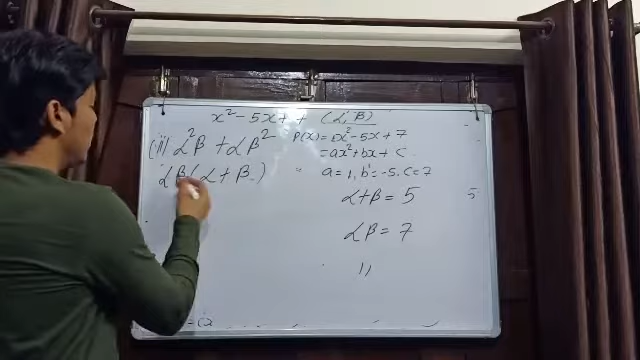 x² - 5x + 7 (α, β)
(ii) α²β + αβ²
αβ(α + β)
P(x) = x² - 5x + 7
= ax² + bx + c
a = 1, b = -5, c = 7
α + β = 5
αβ = 7